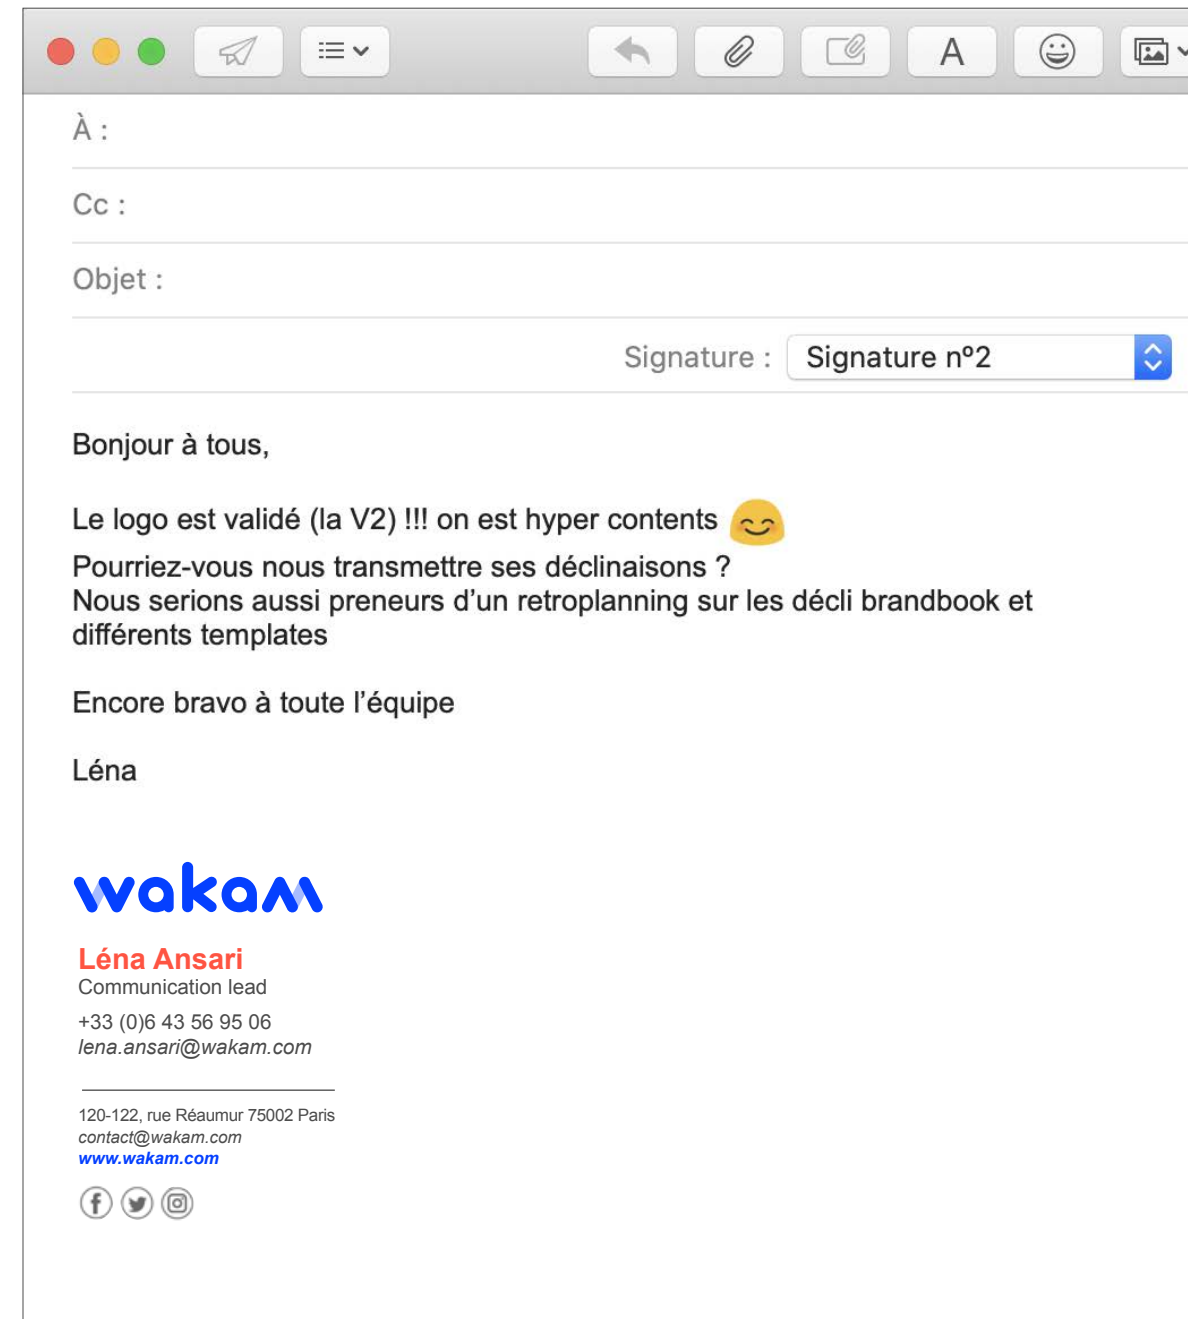 À :
Cc :
Objet :
Signature : Signature nº2
Bonjour à tous,
Le logo est validé (la V2) !!! on est hyper contents 😊
Pourriez-vous nous transmettre ses déclinaisons ?
Nous serions aussi preneurs d’un retroplanning sur les décli brandbook et
différents templates
Encore bravo à toute l’équipe
Léna
wakam
Léna Ansari
Communication lead
+33 (0)6 43 56 95 06
lena.ansari@wakam.com
120-122, rue Réaumur 75002 Paris
contact@wakam.com
www.wakam.com